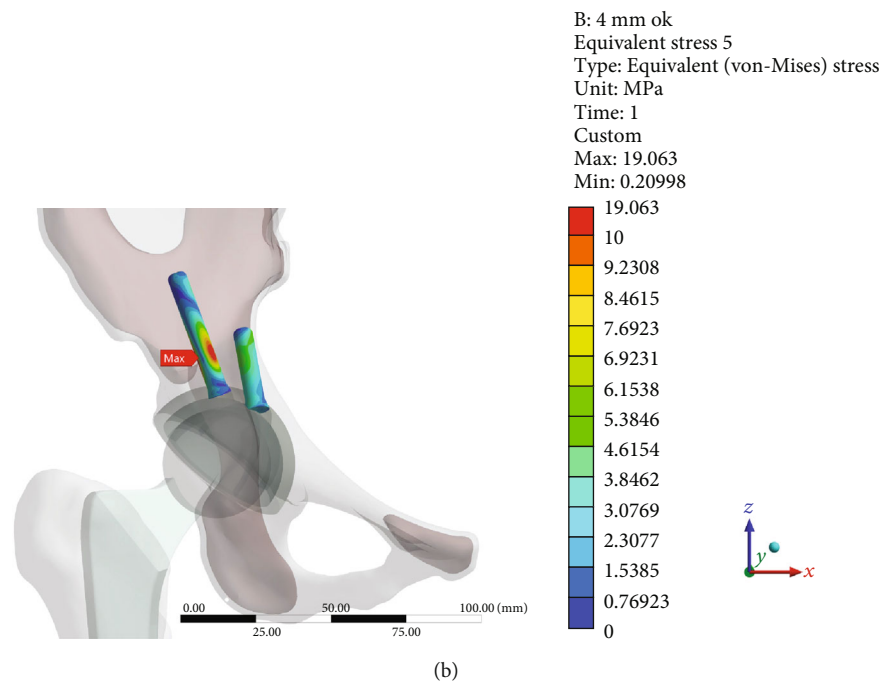 B: 4 mm ok
Equivalent stress 5
Type: Equivalent (von-Mises) stress
Unit: MPa
Time: 1
Custom
Max: 19.063
Min: 0.20998
19.063
10
9.2308
8.4615
7.6923
6.9231
6.1538
5.3846
4.6154
3.8462
3.0769
2.3077
1.5385
0.76923
0
Max
z
y
x
0.00 50.00 100.00 (mm)
25.00 75.00
(b)